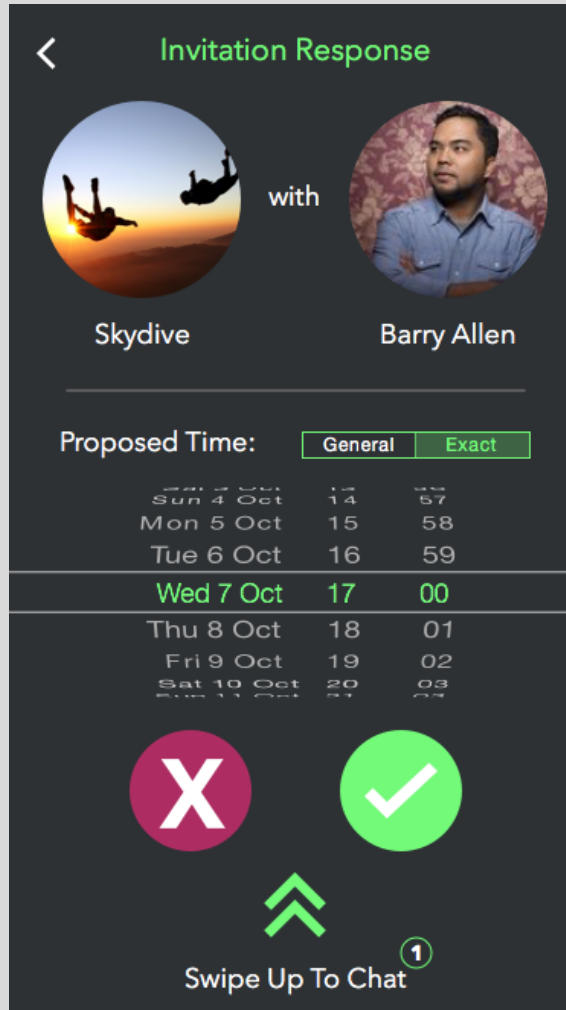 Invitation Response
with
Skydive
Barry Allen
Proposed Time: General Exact
Sun 4 Oct 14 57
Mon 5 Oct 15 58
Tue 6 Oct 16 59
Wed 7 Oct 17 00
Thu 8 Oct 18 01
Fri 9 Oct 19 02
Sat 10 Oct 20 03
X
1
Swipe Up To Chat